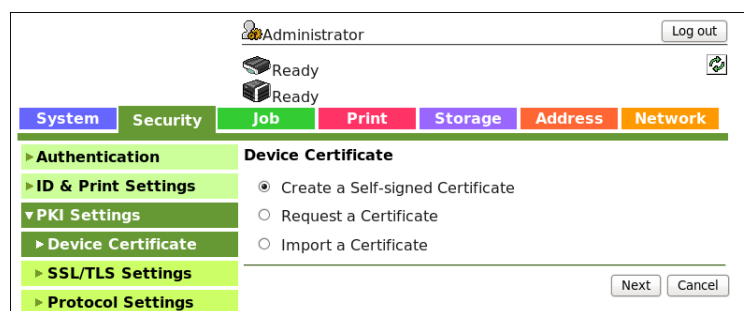 Administrator Log out
Ready
Ready
System Security Job Print Storage Address Network
Authentication
ID & Print Settings
PKI Settings
Device Certificate
SSL/TLS Settings
Protocol Settings
Device Certificate
Create a Self-signed Certificate
Request a Certificate
Import a Certificate
Next Cancel